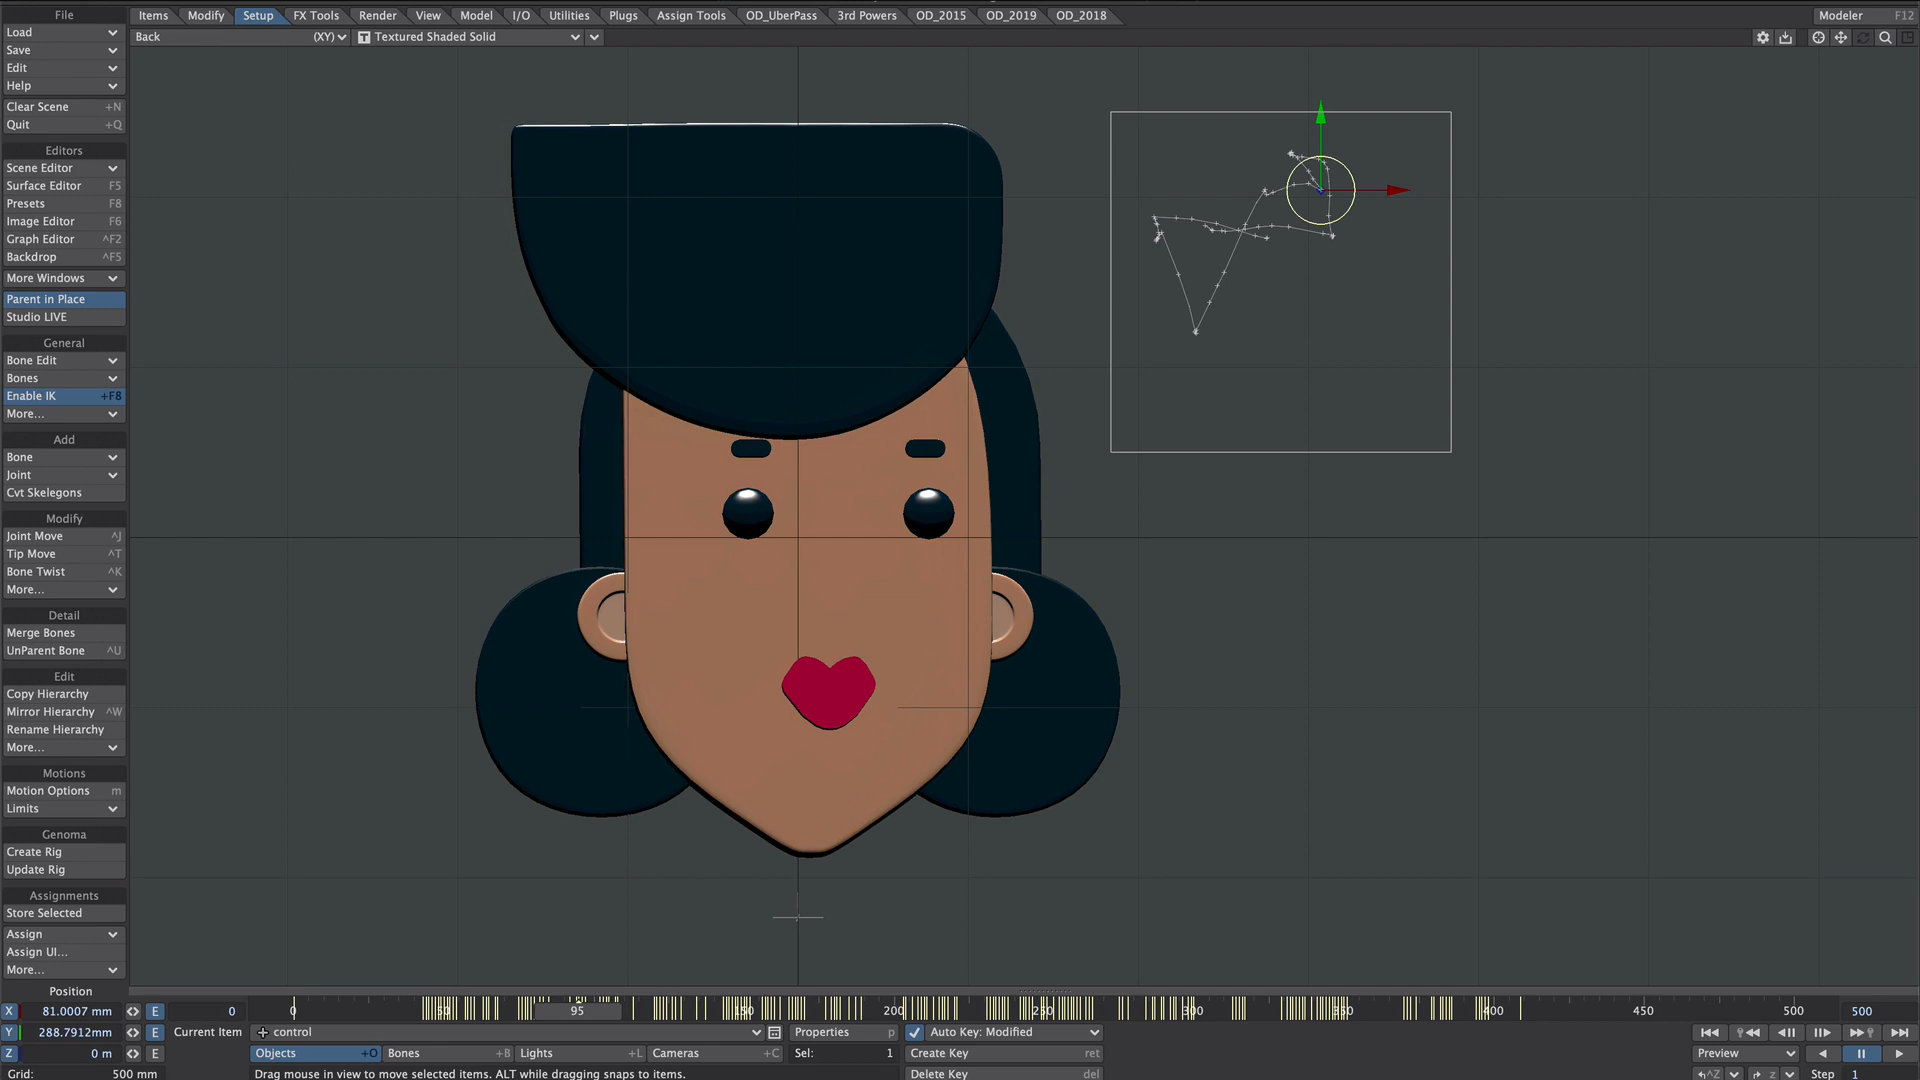 File
Items Modify Setup FX Tools Render View Model I/O Utilities Plugs Assign Tools OD_UberPass 3rd Powers OD_2015 OD_2019 OD_2018 Modeler F12
Load
Back (XY) T Textured Shaded Solid
Save
Edit
Help
Clear Scene +N
Quit +Q
Editors
Scene Editor
Surface Editor F5
Presets F8
Image Editor F6
Graph Editor ^F2
Backdrop ^F5
More Windows
Parent in Place
Studio LIVE
General
Bone Edit
Bones
Enable IK +F8
More...
Add
Bone
Joint
Cvt Skelegons
Modify
Joint Move ^J
Tip Move ^T
Bone Twist ^K
More...
Detail
Merge Bones
UnParent Bone ^U
Edit
Copy Hierarchy
Mirror Hierarchy ^W
Rename Hierarchy
More...
Motions
Motion Options m
Limits
Genoma
Create Rig
Update Rig
Assignments
Store Selected
Assign
Assign UI...
More...
Position
X 81.0007 mm E 0 0 50 95 150 200 250 300 350 400 450 500 500
Y 288.7912mm E Current Item control Properties p Auto Key: Modified
Z 0 m E Objects +O Bones +B Lights +L Cameras +C Sel: 1 Create Key ret Preview
Grid: 500 mm Drag mouse in view to move selected items. ALT while dragging snaps to items. Delete Key del ^Z z Step 1